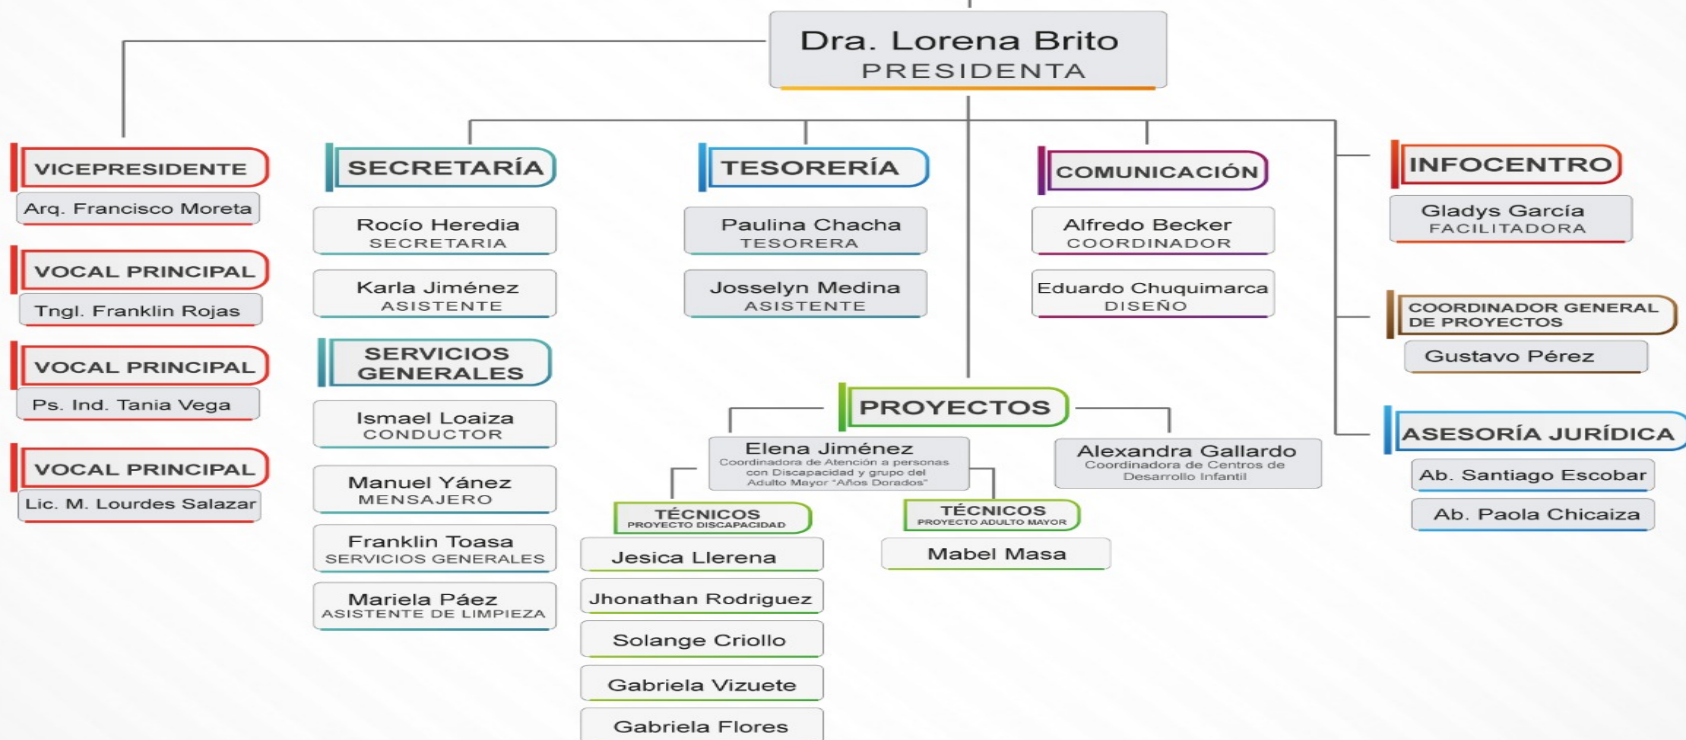 Dra. Lorena Brito
PRESIDENTA
VICEPRESIDENTE
Arq. Francisco Moreta
VOCAL PRINCIPAL
Tngl. Franklin Rojas
VOCAL PRINCIPAL
Ps. Ind. Tania Vega
VOCAL PRINCIPAL
Lic. M. Lourdes Salazar
SECRETARÍA
Rocío Heredia
SECRETARIA
Karla Jiménez
ASISTENTE
SERVICIOS
GENERALES
Ismael Loaiza
CONDUCTOR
Manuel Yánez
MENSAJERO
Franklin Toasa
SERVICIOS GENERALES
Mariela Páez
ASISTENTE DE LIMPIEZA
TESORERÍA
Paulina Chacha
TESORERA
Josselyn Medina
ASISTENTE
COMUNICACIÓN
Alfredo Becker
COORDINADOR
Eduardo Chuquimarca
DISEÑO
PROYECTOS
Elena Jiménez
Coordinadora de Atención a personas
con Discapacidad y grupo del
Adulto Mayor "Años Dorados"
Alexandra Gallardo
Coordinadora de Centros de
Desarrollo Infantil
TÉCNICOS
PROYECTO DISCAPACIDAD
Jesica Llerena
Jhonathan Rodriguez
Solange Criollo
Gabriela Vizuete
Gabriela Flores
TÉCNICOS
PROYECTO ADULTO MAYOR
Mabel Masa
INFOCENTRO
Gladys García
FACILITADORA
COORDINADOR GENERAL
DE PROYECTOS
Gustavo Pérez
ASESORÍA JURÍDICA
Ab. Santiago Escobar
Ab. Paola Chicaiza